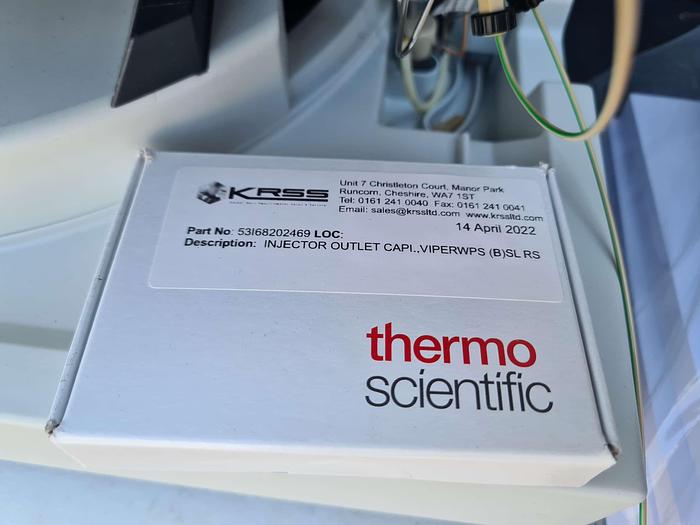 KRSS
Unit 7 Christleton Court, Manor Park
Runcorn, Cheshire, WA7 1ST
Tel: 0161 241 0040 Fax: 0161 241 0041
Email: sales@krssltd.com www.krssltd.com
14 April 2022
Part No: 53I68202469 LOC:
Description: INJECTOR OUTLET CAPI.,VIPERWPS (B)SL RS
thermo
scientific